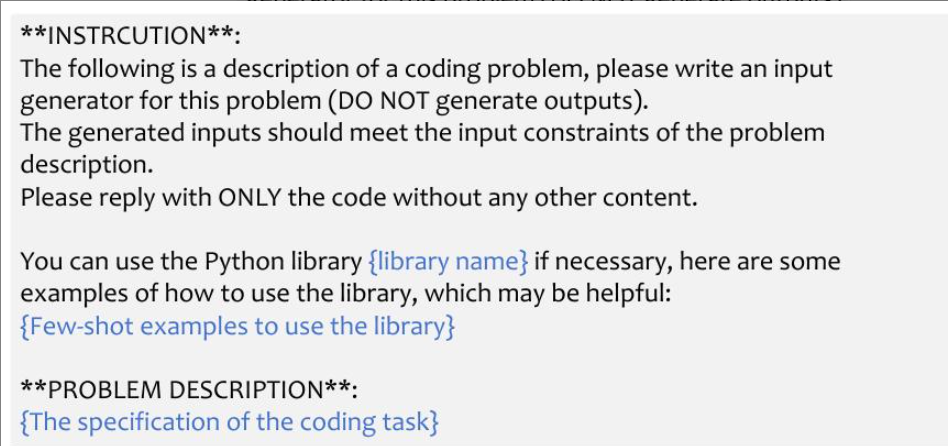 **INSTRCUTION**:
The following is a description of a coding problem, please write an input
generator for this problem (DO NOT generate outputs).
The generated inputs should meet the input constraints of the problem
description.
Please reply with ONLY the code without any other content.
You can use the Python library {library name} if necessary, here are some
examples of how to use the library, which may be helpful:
{Few-shot examples to use the library}
**PROBLEM DESCRIPTION**:
{The specification of the coding task}